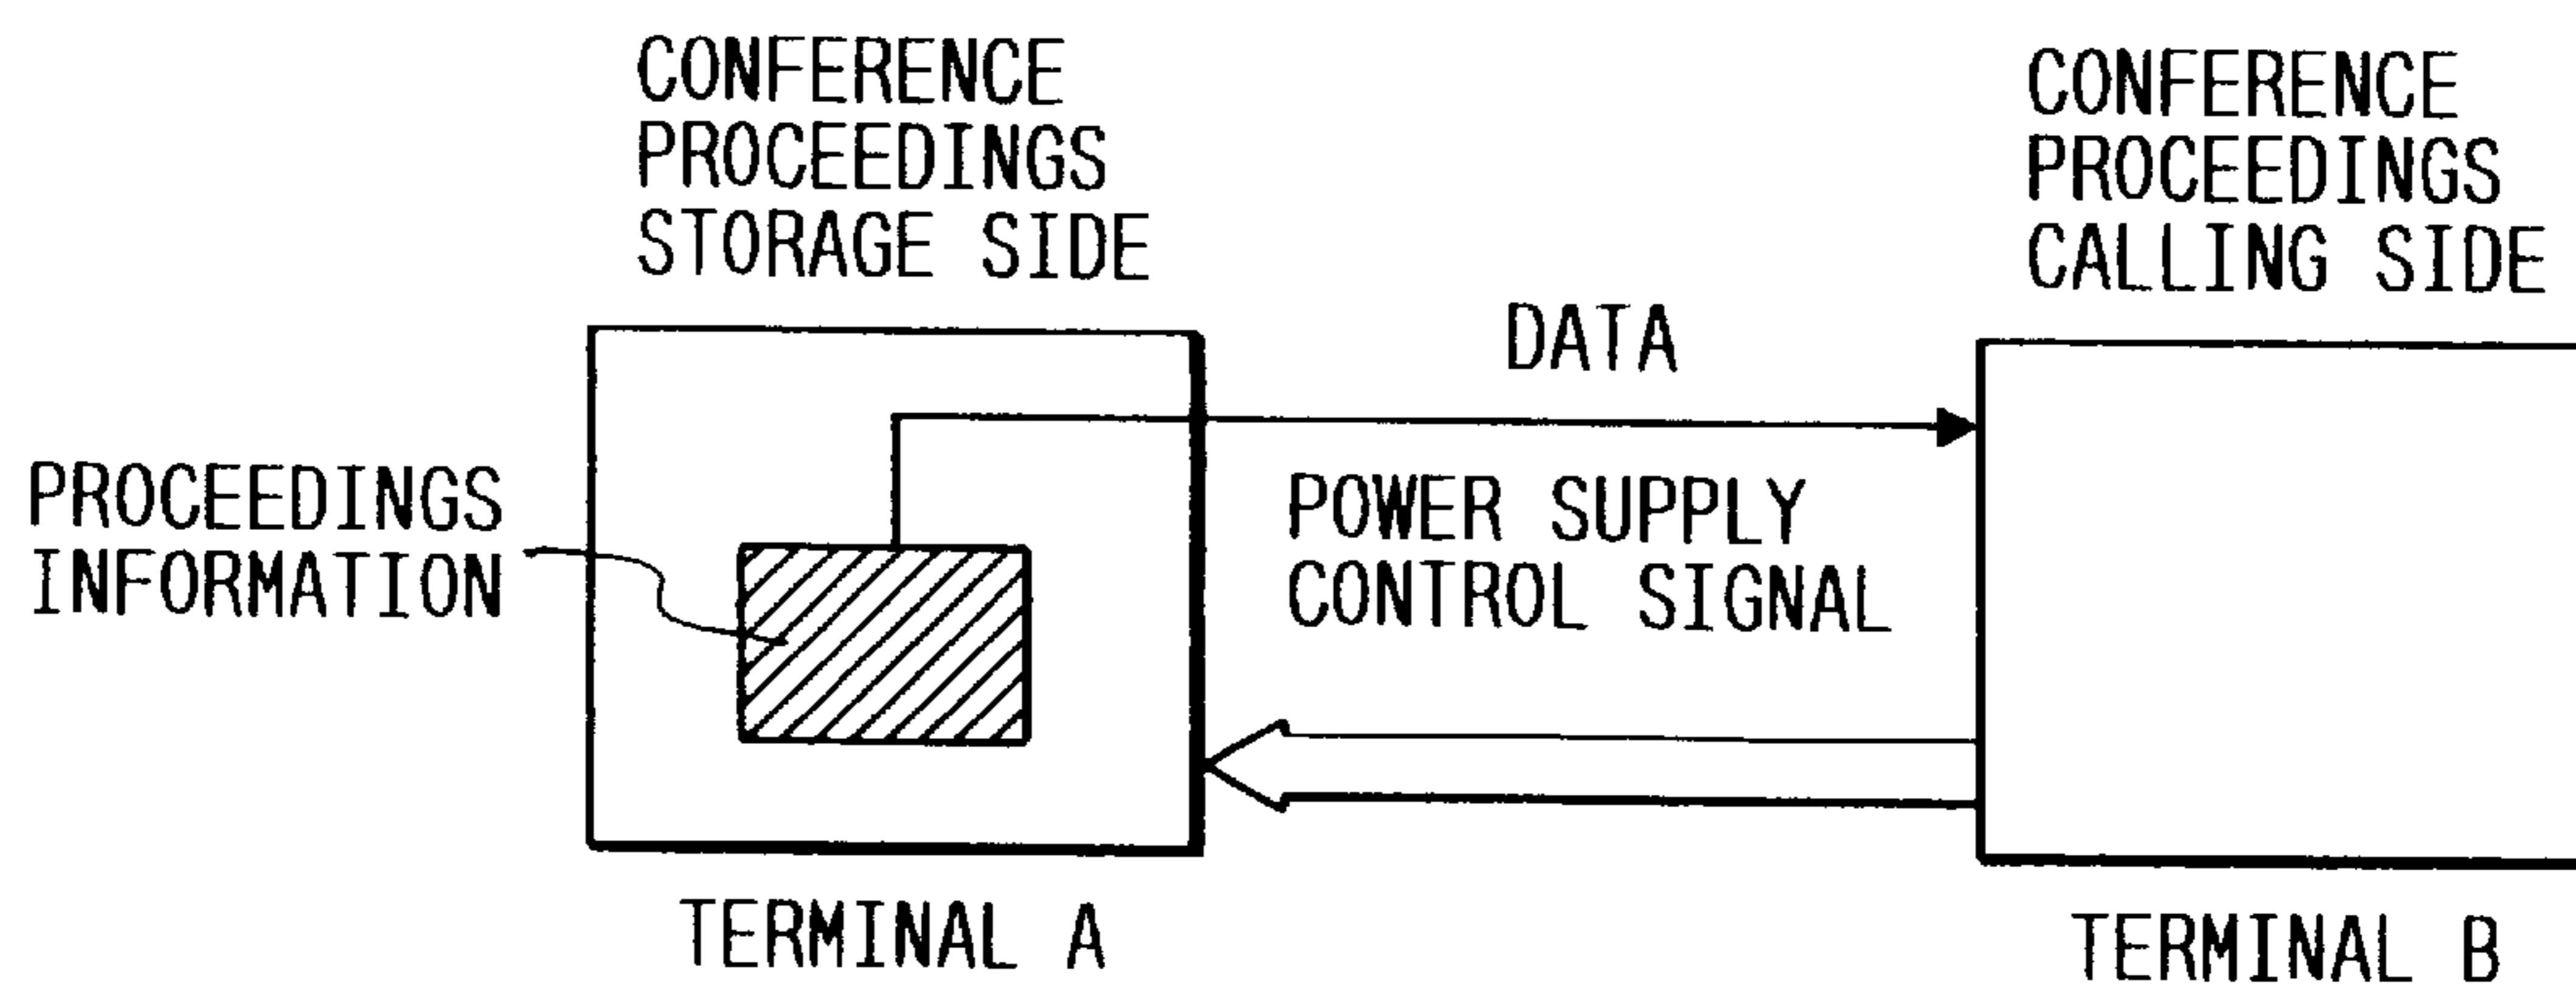 CONFERENCE
PROCEEDINGS
STORAGE SIDE
CONFERENCE
PROCEEDINGS
CALLING SIDE
DATA
PROCEEDINGS
INFORMATION
POWER SUPPLY
CONTROL SIGNAL
TERMINAL A
TERMINAL B